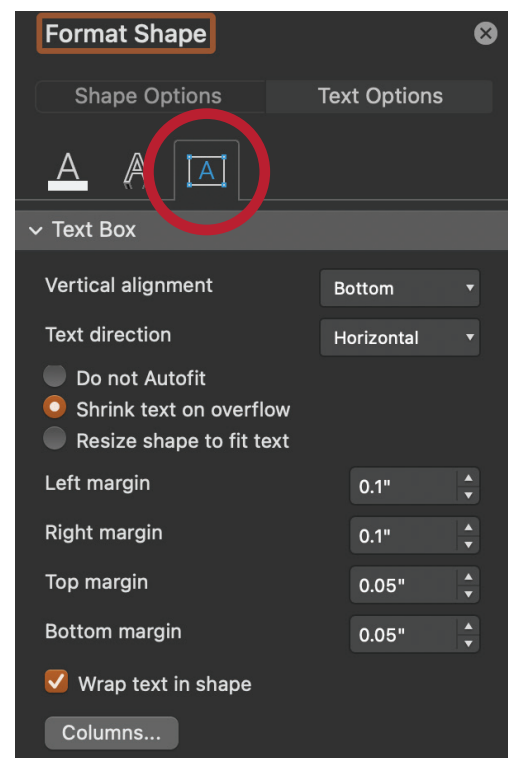 Format Shape
Shape Options Text Options
A A A
Text Box
Vertical alignment Bottom
Text direction Horizontal
Do not Autofit
Shrink text on overflow
Resize shape to fit text
Left margin 0.1"
Right margin 0.1"
Top margin 0.05"
Bottom margin 0.05"
Wrap text in shape
Columns...